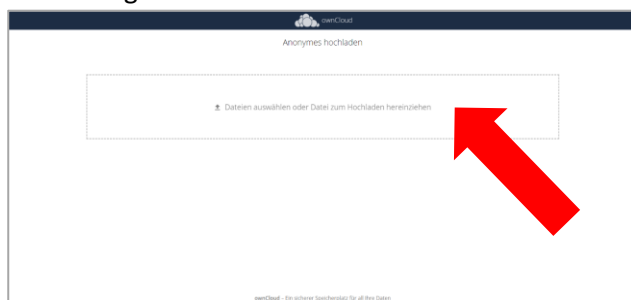 ownCloud
Anonymes hochladen
Dateien auswählen oder Datei zum Hochladen hereinziehen
ownCloud – Ein sicherer Speicherplatz für all Ihre Daten